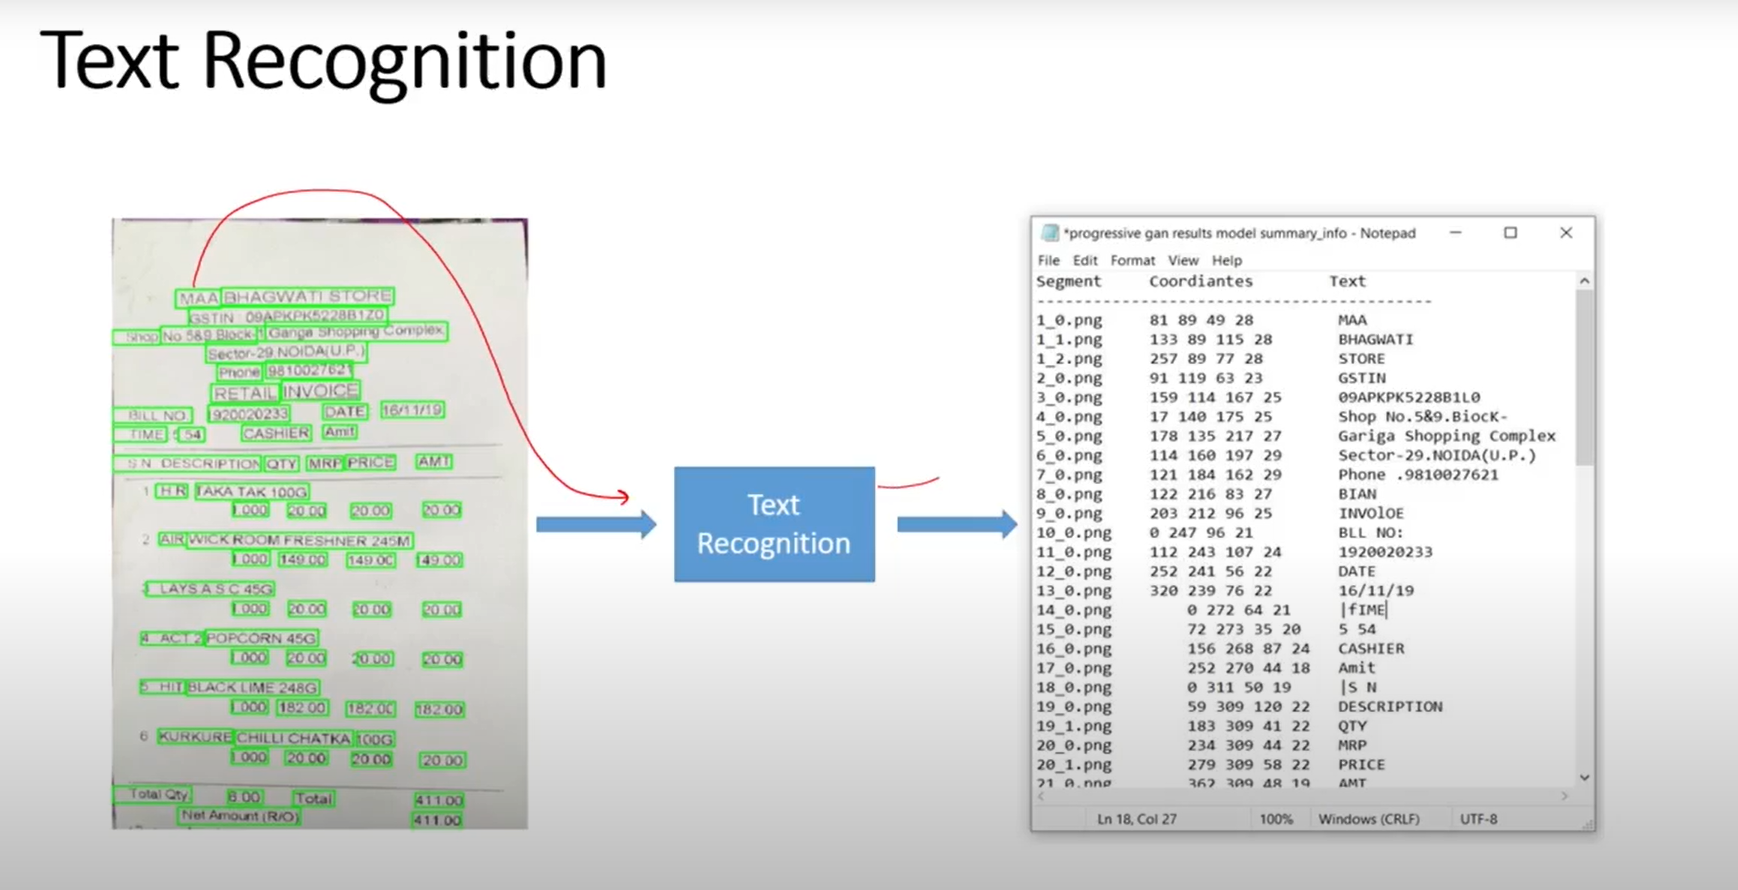 Text Recognition
MAA BHAGWATI STORE
GSTIN : 09APKPK5228B1Z0
Shop No 5&9 Block-1 Ganga Shopping Complex
Sector-29 NOIDA(U.P.)
Phone 9810027621
RETAIL INVOICE
BILL NO. 1920020233 DATE 16/11/19
TIME 5 54 CASHIER Amit
S.N DESCRIPTION QTY MRP PRICE AMT
1 H R TAKA TAK 100G
1.000 20.00 20.00 20.00
2 AIR WICK ROOM FRESHNER 245M
1.000 149.00 149.00 149.00
3 LAYS A S C 45G
1.000 20.00 20.00 20.00
4 ACT 2 POPCORN 45G
1.000 20.00 20.00 20.00
5 HIT BLACK LIME 248G
1.000 182.00 182.00 182.00
6 KURKURE CHILLI CHATKA 100G
1.000 20.00 20.00 20.00
Total Qty. 6.00 Total 411.00
Net Amount (R/O) 411.00
Text
Recognition
*progressive gan results model summary_info - Notepad
File Edit Format View Help
Segment Coordiantes Text
-----------------------------------------
1_0.png 81 89 49 28 MAA
1_1.png 133 89 115 28 BHAGWATI
1_2.png 257 89 77 28 STORE
2_0.png 91 119 63 23 GSTIN
3_0.png 159 114 167 25 09APKPK5228B1L0
4_0.png 17 140 175 25 Shop No.5&9.BiocK-
5_0.png 178 135 217 27 Gariga Shopping Complex
6_0.png 114 160 197 29 Sector-29.NOIDA(U.P.)
7_0.png 121 184 162 29 Phone .9810027621
8_0.png 122 216 83 27 BIAN
9_0.png 203 212 96 25 INVOlOE
10_0.png 0 247 96 21 BLL NO:
11_0.png 112 243 107 24 1920020233
12_0.png 252 241 56 22 DATE
13_0.png 320 239 76 22 16/11/19
14_0.png 0 272 64 21 |fIME
15_0.png 72 273 35 20 5 54
16_0.png 156 268 87 24 CASHIER
17_0.png 252 270 44 18 Amit
18_0.png 0 311 50 19 |S N
19_0.png 59 309 120 22 DESCRIPTION
19_1.png 183 309 41 22 QTY
20_0.png 234 309 44 22 MRP
20_1.png 279 309 58 22 PRICE
21_0.png 362 309 48 19 AMT
Ln 18, Col 27 100% Windows (CRLF) UTF-8